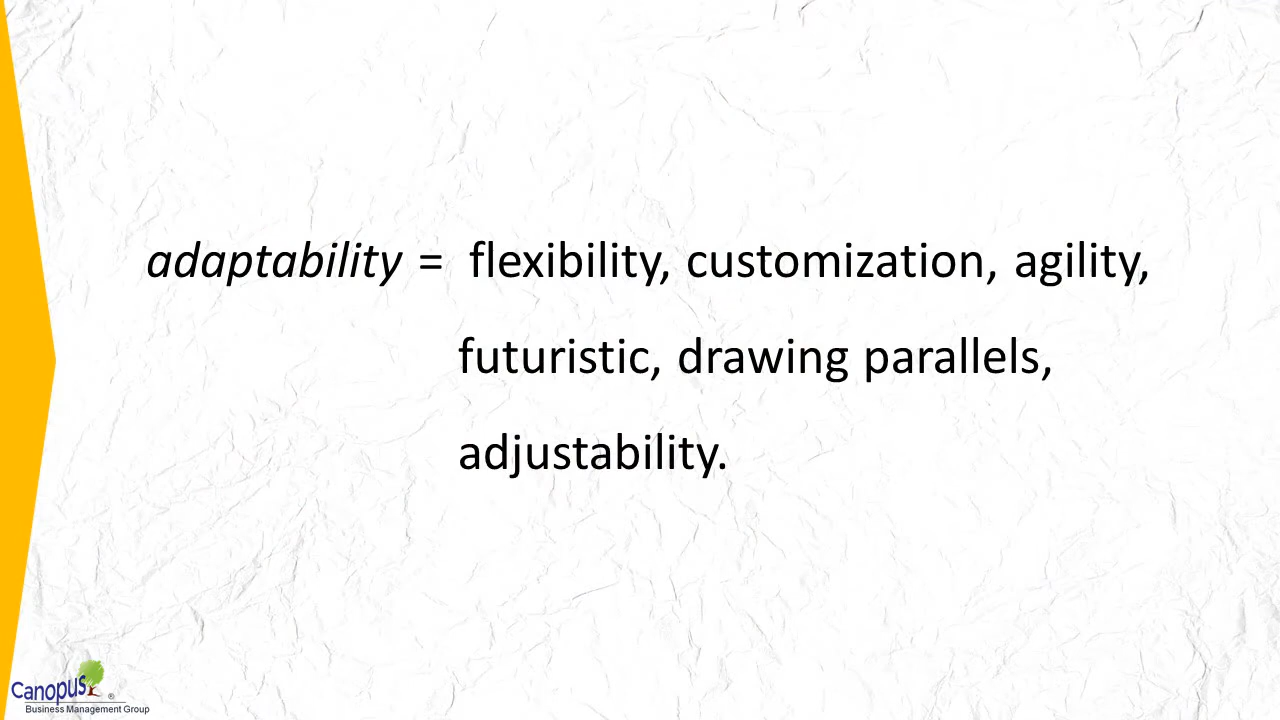 adaptability = flexibility, customization, agility,
futuristic, drawing parallels,
adjustability.
Canopus ®
Business Management Group